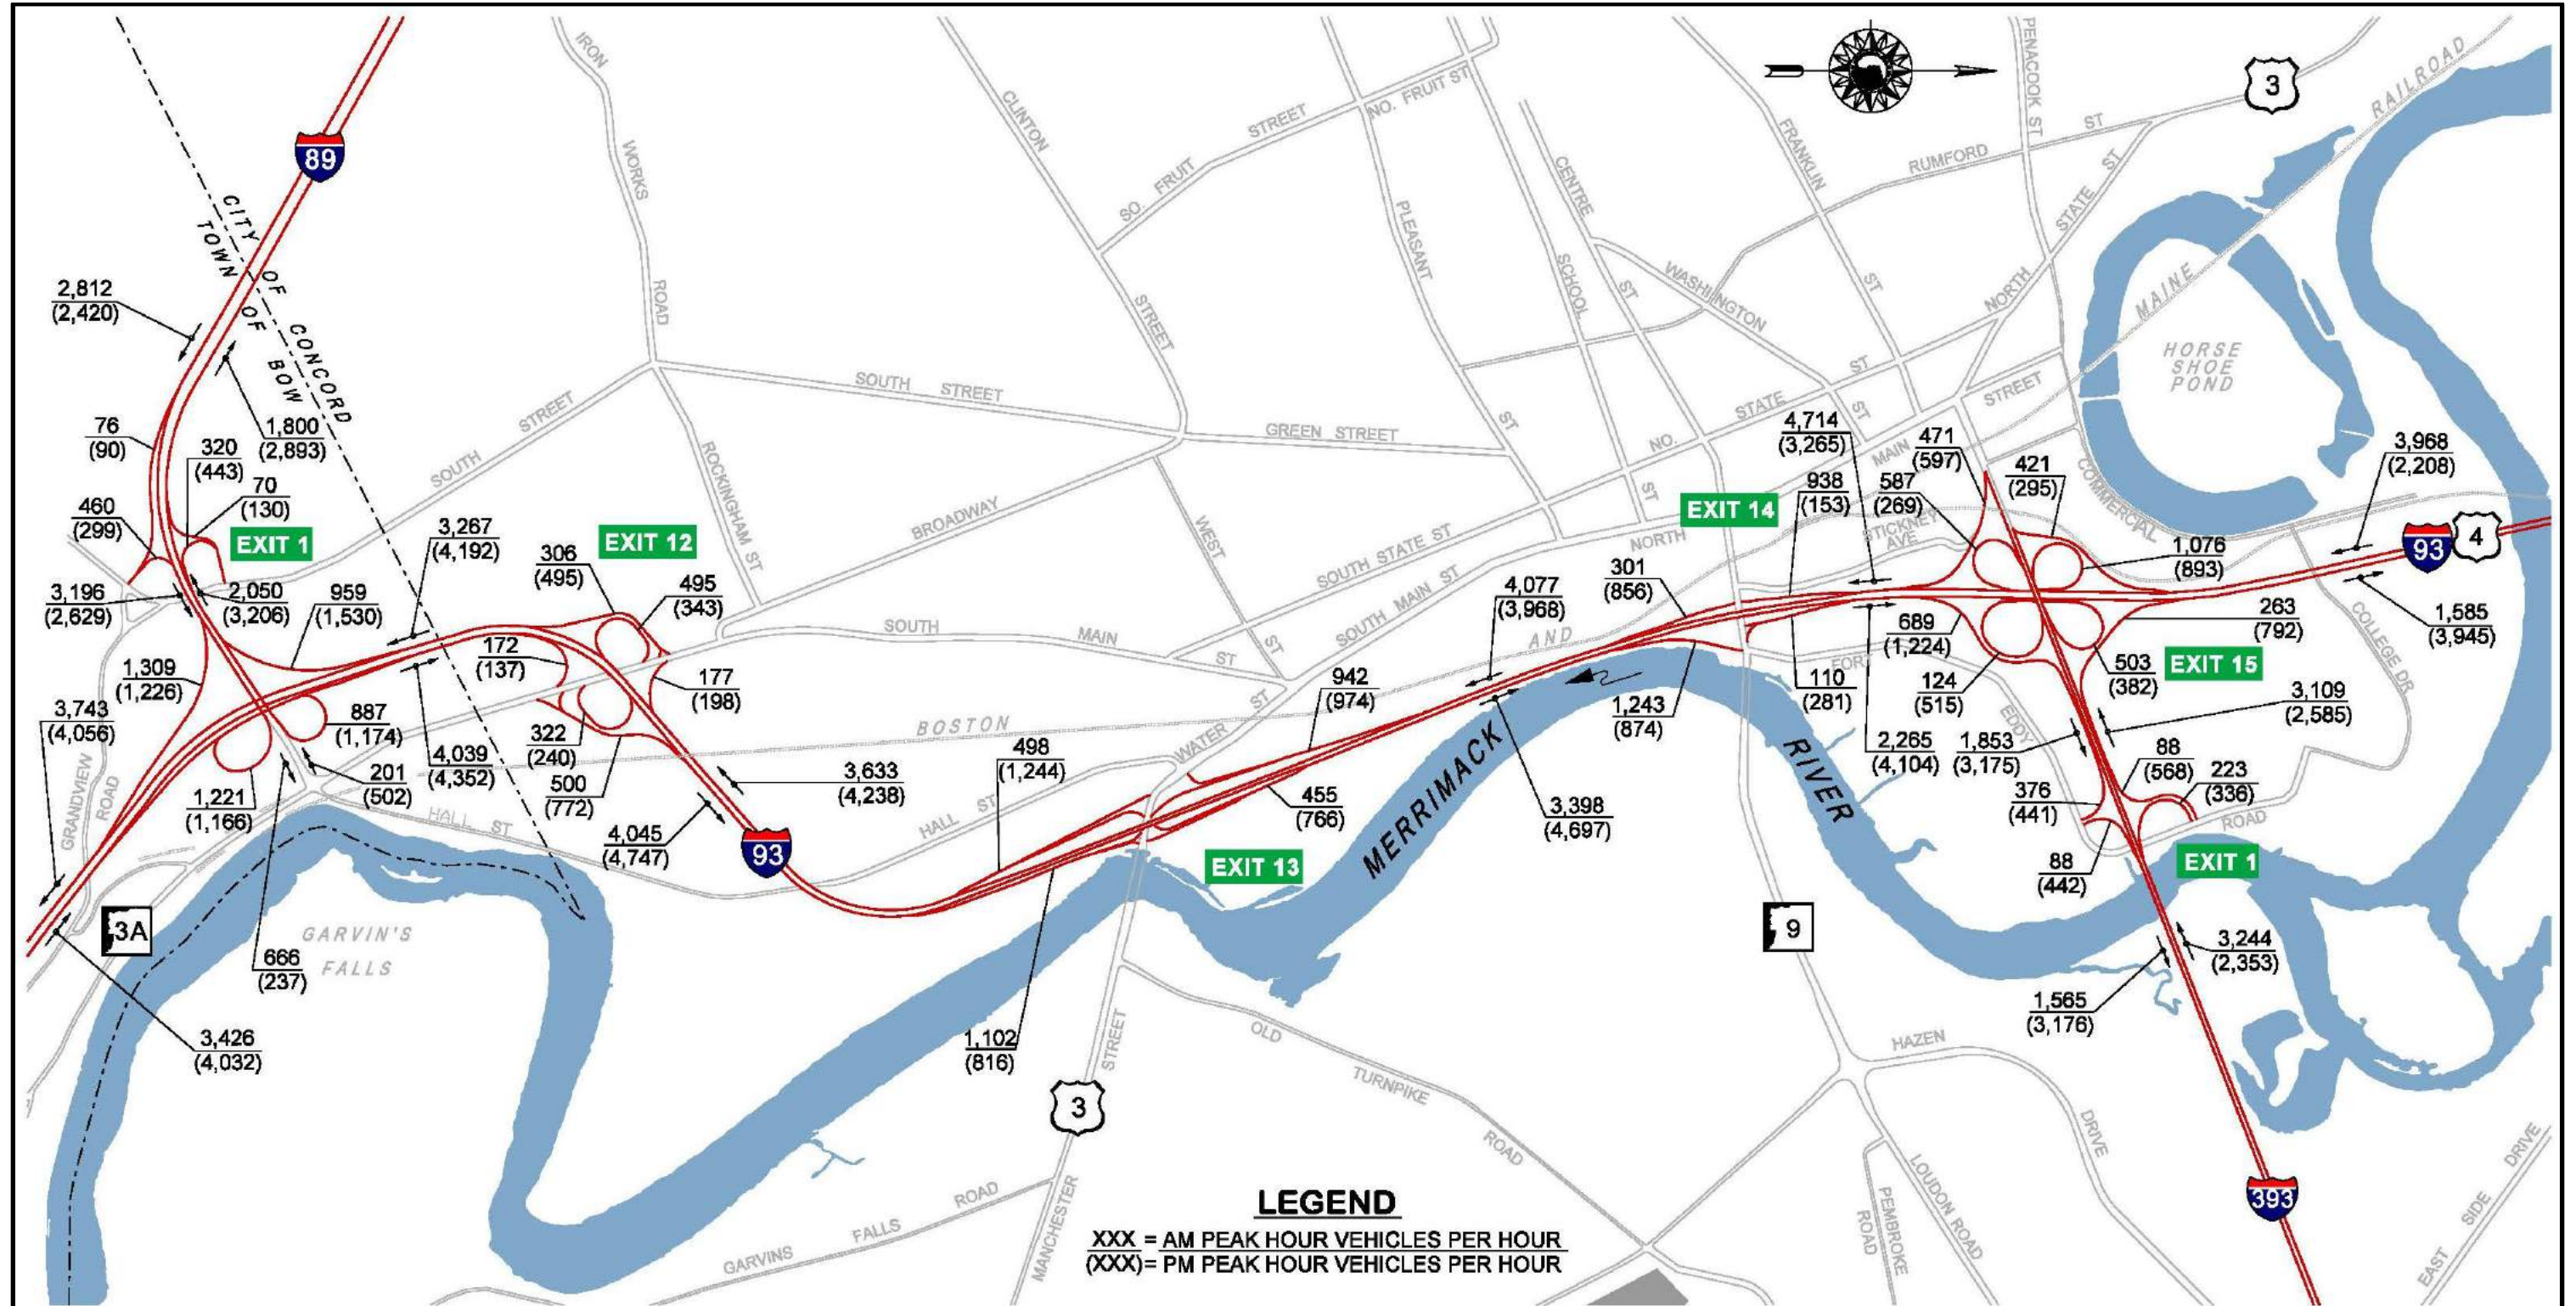 IRON
WORKS
ROAD
CLINTON
STREET
SO. FRUIT
STREET
NO. FRUIT ST
PLEASANT
ST
CENTRE
ST
SCHOOL
ST
FRANKLIN
ST
WASHINGTON
ST
PENACOOK ST
RUMFORD
ST
NORTH
STATE ST
3
MAINE
RAILROAD
89
CITY OF CONCORD
TOWN OF BOW
2,812
(2,420)
1,800
(2,893)
76
(90)
320
(443)
70
(130)
460
(299)
EXIT 1
3,196
(2,629)
2,050
(3,206)
959
(1,530)
3,267
(4,192)
1,309
(1,226)
3,743
(4,056)
887
(1,174)
1,221
(1,166)
201
(502)
4,039
(4,352)
666
(237)
3,426
(4,032)
GRANDVIEW
ROAD
3A
GARVIN'S
FALLS
HALL ST
SOUTH STREET
SOUTH STREET
GREEN STREET
ROCKINGHAM ST
BROADWAY
WEST
ST
SOUTH STATE ST
SOUTH MAIN ST
SOUTH
MAIN
ST
EXIT 12
306
(495)
495
(343)
172
(137)
177
(198)
322
(240)
500
(772)
3,633
(4,238)
4,045
(4,747)
93
BOSTON
AND
HALL ST
WATER ST
498
(1,244)
942
(974)
455
(766)
1,102
(816)
EXIT 13
4,077
(3,968)
3,398
(4,697)
MERRIMACK
RIVER
301
(856)
1,243
(874)
EXIT 14
NORTH
MAIN
STREET
NO.
STATE
ST
4,714
(3,265)
938
(153)
110
(281)
2,265
(4,104)
STICKNEY
AVE
FORT
EDDY
ROAD
471
(597)
587
(269)
421
(295)
1,076
(893)
689
(1,224)
124
(515)
503
(382)
263
(792)
EXIT 15
3,968
(2,208)
1,585
(3,945)
93
4
COMMERCIAL
COLLEGE DR
HORSE
SHOE
POND
3,109
(2,585)
1,853
(3,175)
88
(568)
223
(336)
376
(441)
88
(442)
EXIT 1
3,244
(2,353)
1,565
(3,176)
9
393
3
MANCHESTER
STREET
OLD
TURNPIKE
ROAD
GARVINS
FALLS
ROAD
HAZEN
DRIVE
LOUDON ROAD
PEMBROKE
ROAD
EAST
SIDE
DRIVE
LEGEND
XXX = AM PEAK HOUR VEHICLES PER HOUR
(XXX)= PM PEAK HOUR VEHICLES PER HOUR